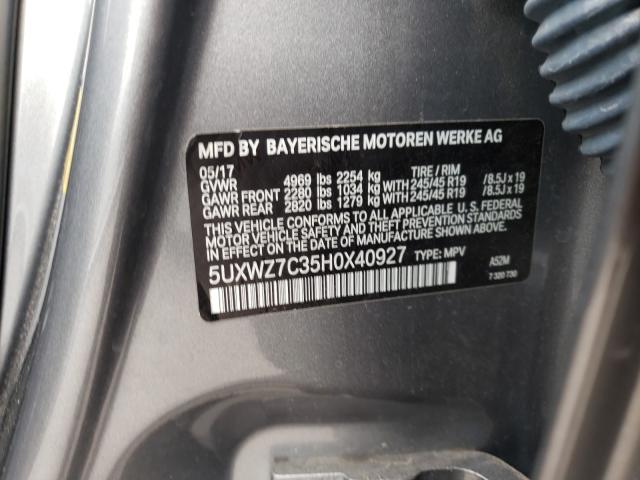 MFD BY BAYERISCHE MOTOREN WERKE AG
05/17 TIRE / RIM
GVWR 4969 lbs 2254 kg
GAWR FRONT 2280 lbs 1034 kg WITH 245/45 R19 / 8.5J x 19
GAWR REAR 2820 lbs 1279 kg WITH 245/45 R19 / 8.5J x 19
THIS VEHICLE CONFORMS TO ALL APPLICABLE U. S. FEDERAL
MOTOR VEHICLE SAFETY, BUMPER, AND THEFT PREVENTION STANDARDS
IN EFFECT ON THE DATE OF MANUFACTURE SHOWN ABOVE.
5UXWZ7C35H0X40927 TYPE: MPV A52M
7 320 730